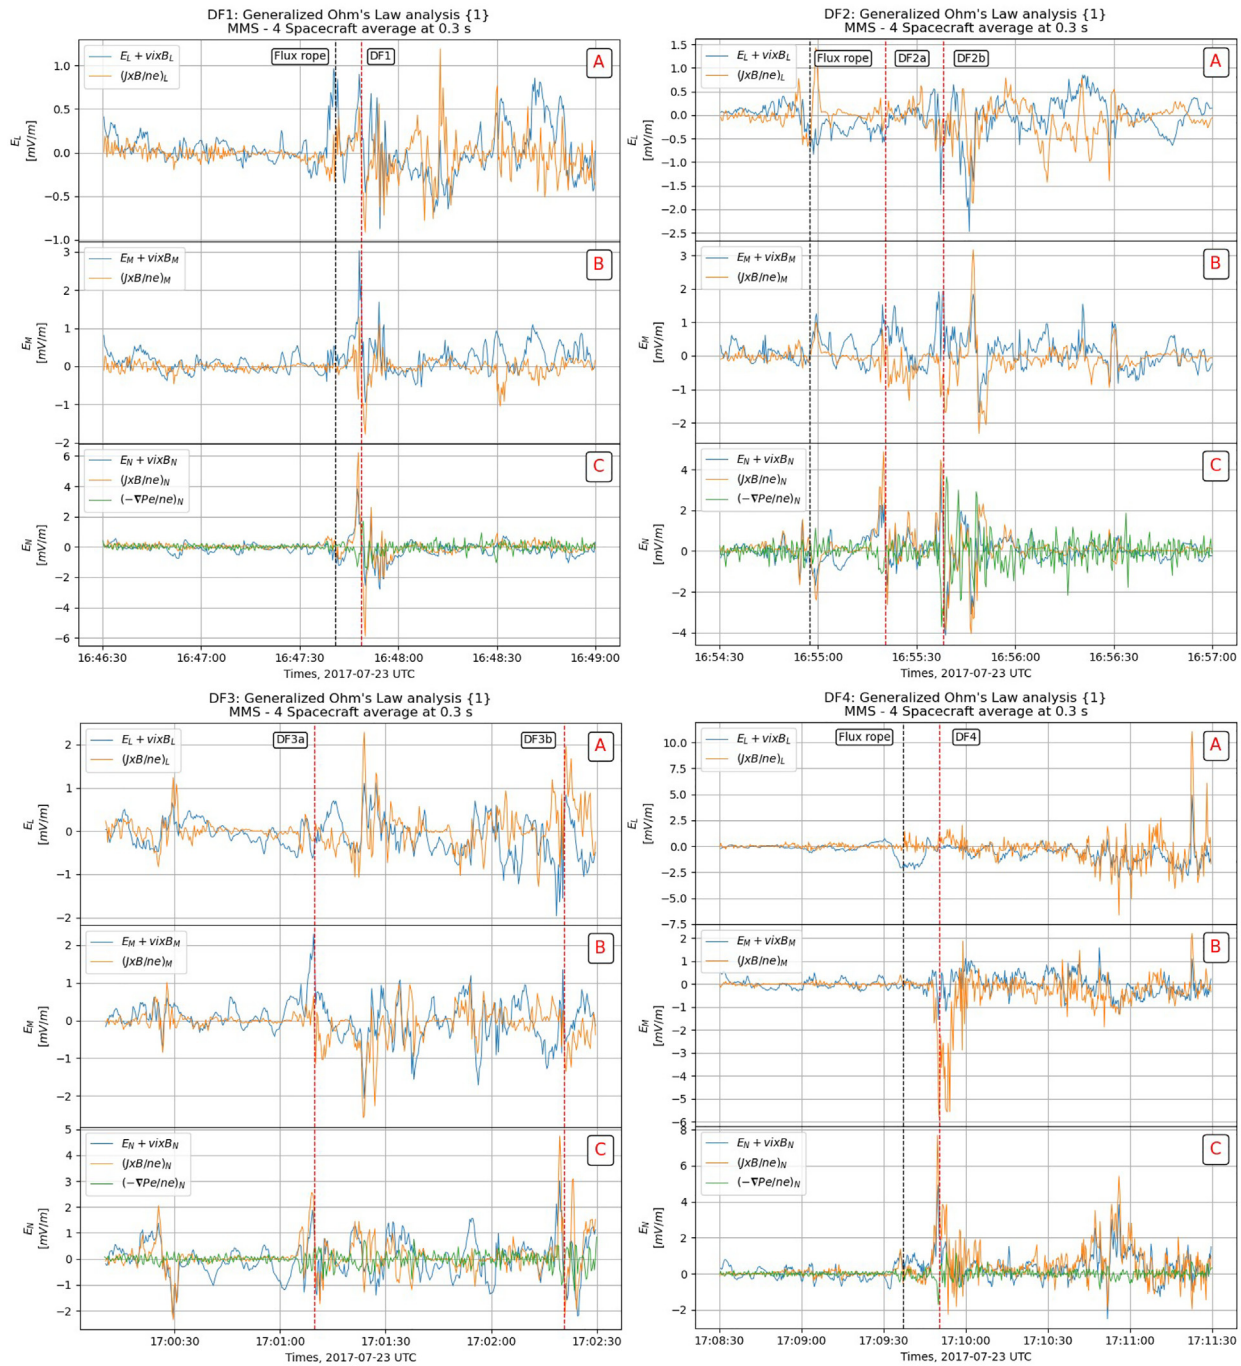 DF1: Generalized Ohm's Law analysis {1}
MMS - 4 Spacecraft average at 0.3 s
E_L + vixB_L
(JxB/ne)_L
Flux rope
DF1
A
1.0
0.5
0.0
−0.5
−1.0
E_L
[mV/m]
E_M + vixB_M
(JxB/ne)_M
B
3
2
1
0
−1
−2
E_M
[mV/m]
E_N + vixB_N
(JxB/ne)_N
(−∇Pe/ne)_N
C
6
4
2
0
−2
−4
−6
E_N
[mV/m]
16:46:30 16:47:00 16:47:30 16:48:00 16:48:30 16:49:00
Times, 2017-07-23 UTC
DF2: Generalized Ohm's Law analysis {1}
MMS - 4 Spacecraft average at 0.3 s
E_L + vixB_L
(JxB/ne)_L
Flux rope
DF2a
DF2b
A
1.5
1.0
0.5
0.0
−0.5
−1.0
−1.5
−2.0
−2.5
E_L
[mV/m]
E_M + vixB_M
(JxB/ne)_M
B
3
2
1
0
−1
−2
E_M
[mV/m]
E_N + vixB_N
(JxB/ne)_N
(−∇Pe/ne)_N
C
4
2
0
−2
−4
E_N
[mV/m]
16:54:30 16:55:00 16:55:30 16:56:00 16:56:30 16:57:00
Times, 2017-07-23 UTC
DF3: Generalized Ohm's Law analysis {1}
MMS - 4 Spacecraft average at 0.3 s
E_L + vixB_L
(JxB/ne)_L
DF3a
DF3b
A
2
1
0
−1
−2
E_L
[mV/m]
E_M + vixB_M
(JxB/ne)_M
B
2
1
0
−1
−2
E_M
[mV/m]
E_N + vixB_N
(JxB/ne)_N
(−∇Pe/ne)_N
C
5
4
3
2
1
0
−1
−2
E_N
[mV/m]
17:00:30 17:01:00 17:01:30 17:02:00 17:02:30
Times, 2017-07-23 UTC
DF4: Generalized Ohm's Law analysis {1}
MMS - 4 Spacecraft average at 0.3 s
E_L + vixB_L
(JxB/ne)_L
Flux rope
DF4
A
10.0
7.5
5.0
2.5
0.0
−2.5
−5.0
−7.5
E_L
[mV/m]
E_M + vixB_M
(JxB/ne)_M
B
2
1
0
−1
−2
−3
−4
−5
−6
E_M
[mV/m]
E_N + vixB_N
(JxB/ne)_N
(−∇Pe/ne)_N
C
8
6
4
2
0
−2
E_N
[mV/m]
17:08:30 17:09:00 17:09:30 17:10:00 17:10:30 17:11:00 17:11:30
Times, 2017-07-23 UTC